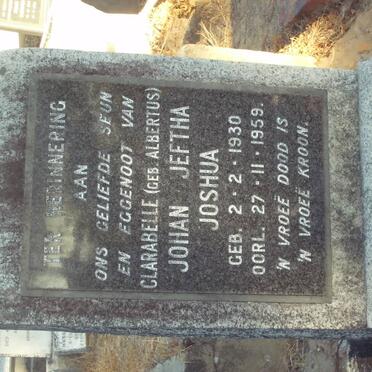 TER HERINNERING
AAN
ONS GELIEFDE SEUN
EN EGGENOOT VAN
CLARABELLE (GEB ALBERTUS)
JOHAN JEFTHA
JOSHUA
GEB. 2·2·1930
OORL. 27·11·1959.
'N VROEË DOOD IS
'N VROEË KROON.